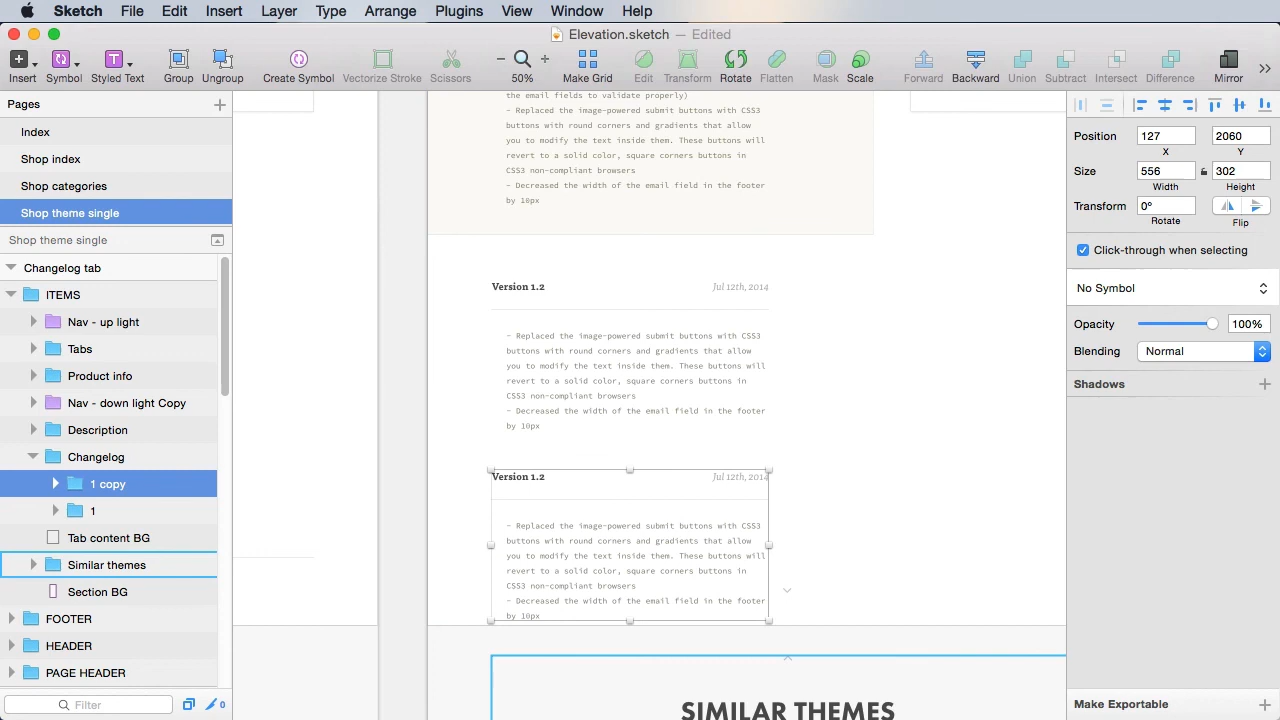 Sketch File Edit Insert Layer Type Arrange Plugins View Window Help
Elevation.sketch — Edited
Insert Symbol Styled Text Group Ungroup Create Symbol Vectorize Stroke Scissors 50% Make Grid Edit Transform Rotate Flatten Mask Scale Forward Backward Union Subtract Intersect Difference Mirror
Pages
Index
Shop index
Shop categories
Shop theme single
Shop theme single
Changelog tab
ITEMS
Nav - up light
Tabs
Product info
Nav - down light Copy
Description
Changelog
1 copy
1
Tab content BG
Similar themes
Section BG
FOOTER
HEADER
PAGE HEADER
Filter
0
the email fields to validate properly)
– Replaced the image-powered submit buttons with CSS3
buttons with round corners and gradients that allow
you to modify the text inside them. These buttons will
revert to a solid color, square corners buttons in
CSS3 non-compliant browsers
– Decreased the width of the email field in the footer
by 10px
Version 1.2 Jul 12th, 2014
– Replaced the image-powered submit buttons with CSS3
buttons with round corners and gradients that allow
you to modify the text inside them. These buttons will
revert to a solid color, square corners buttons in
CSS3 non-compliant browsers
– Decreased the width of the email field in the footer
by 10px
Version 1.2 Jul 12th, 2014
– Replaced the image-powered submit buttons with CSS3
buttons with round corners and gradients that allow
you to modify the text inside them. These buttons will
revert to a solid color, square corners buttons in
CSS3 non-compliant browsers
– Decreased the width of the email field in the footer
by 10px
SIMILAR THEMES
Position 127 2060
X Y
Size 556 302
Width Height
Transform 0º
Rotate Flip
Click-through when selecting
No Symbol
Opacity 100%
Blending Normal
Shadows
Make Exportable